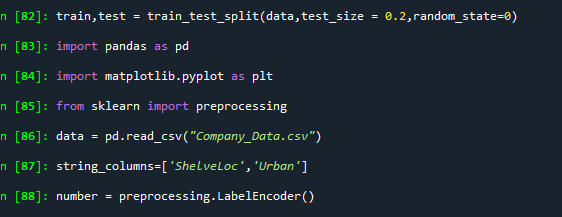 n [82]: train,test = train_test_split(data,test_size = 0.2,random_state=0)
n [83]: import pandas as pd
n [84]: import matplotlib.pyplot as plt
n [85]: from sklearn import preprocessing
n [86]: data = pd.read_csv("Company_Data.csv")
n [87]: string_columns=['ShelveLoc','Urban']
n [88]: number = preprocessing.LabelEncoder()